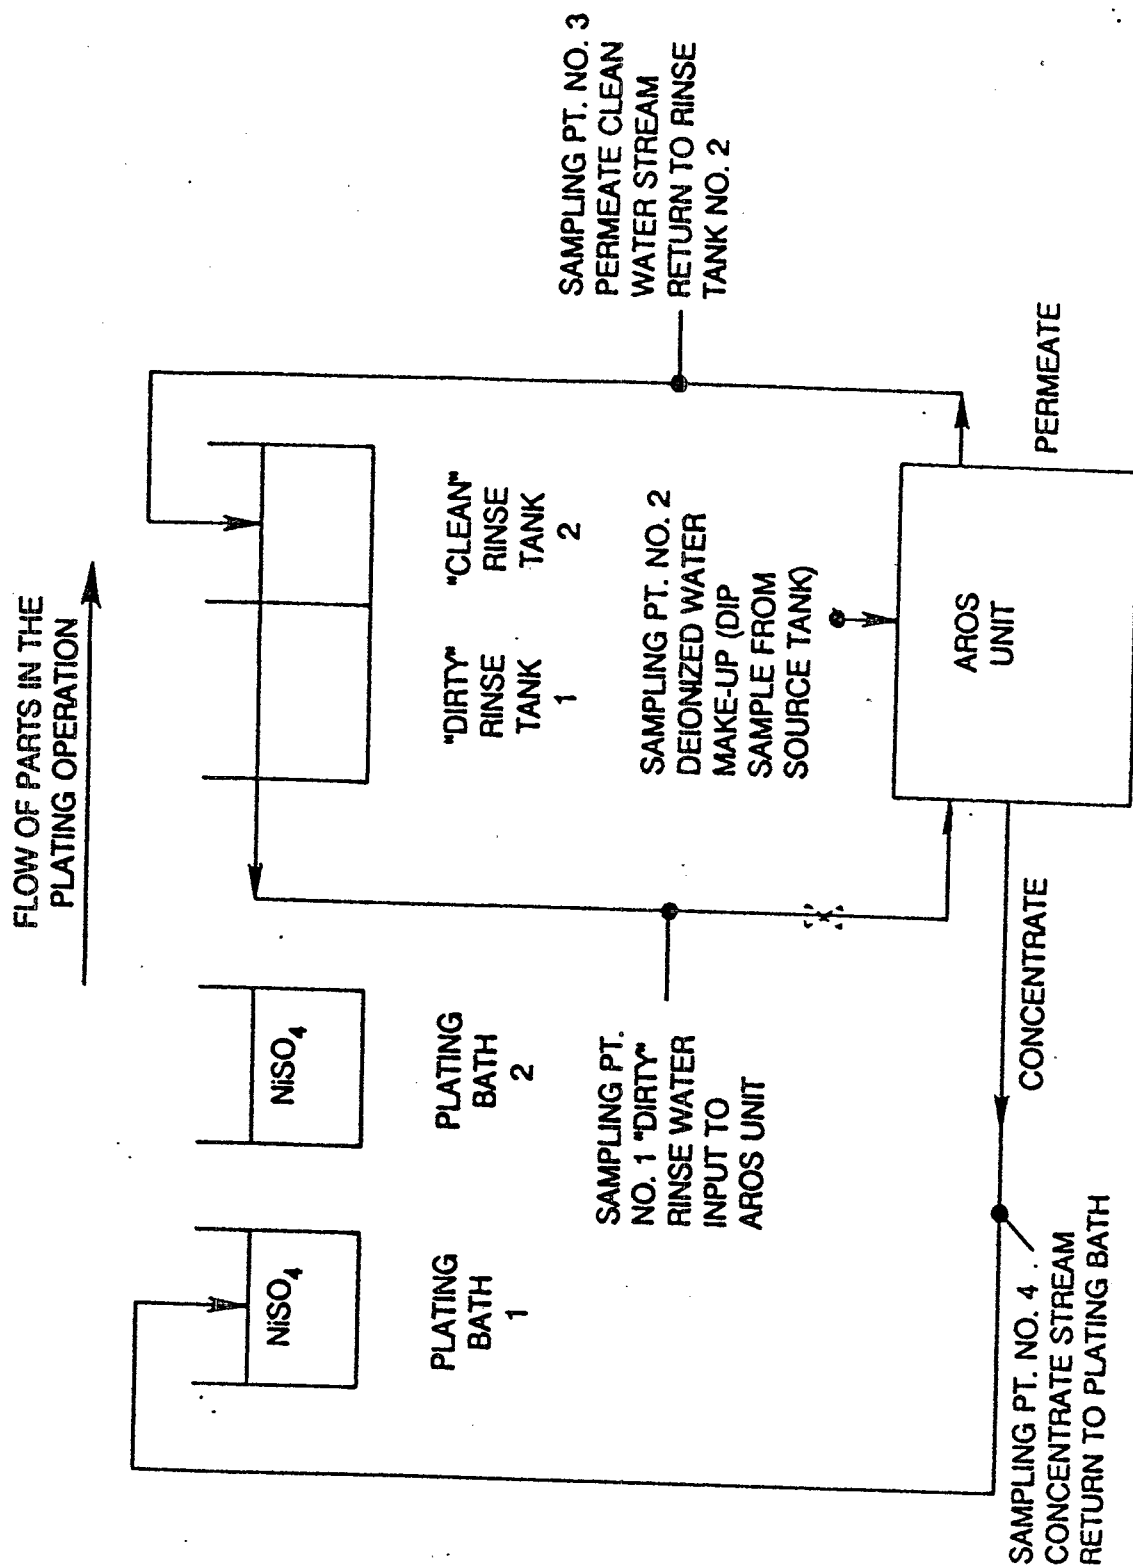 FLOW OF PARTS IN THE
PLATING OPERATION
NiSO4
PLATING
BATH
1
NiSO4
PLATING
BATH
2
"DIRTY"
RINSE
TANK
1
"CLEAN"
RINSE
TANK
2
SAMPLING PT. NO. 3
PERMEATE CLEAN
WATER STREAM
RETURN TO RINSE
TANK NO. 2
SAMPLING PT.
NO. 1 "DIRTY"
RINSE WATER
INPUT TO
AROS UNIT
SAMPLING PT. NO. 2
DEIONIZED WATER
MAKE-UP (DIP
SAMPLE FROM
SOURCE TANK)
AROS
UNIT
PERMEATE
CONCENTRATE
SAMPLING PT. NO. 4
CONCENTRATE STREAM
RETURN TO PLATING BATH